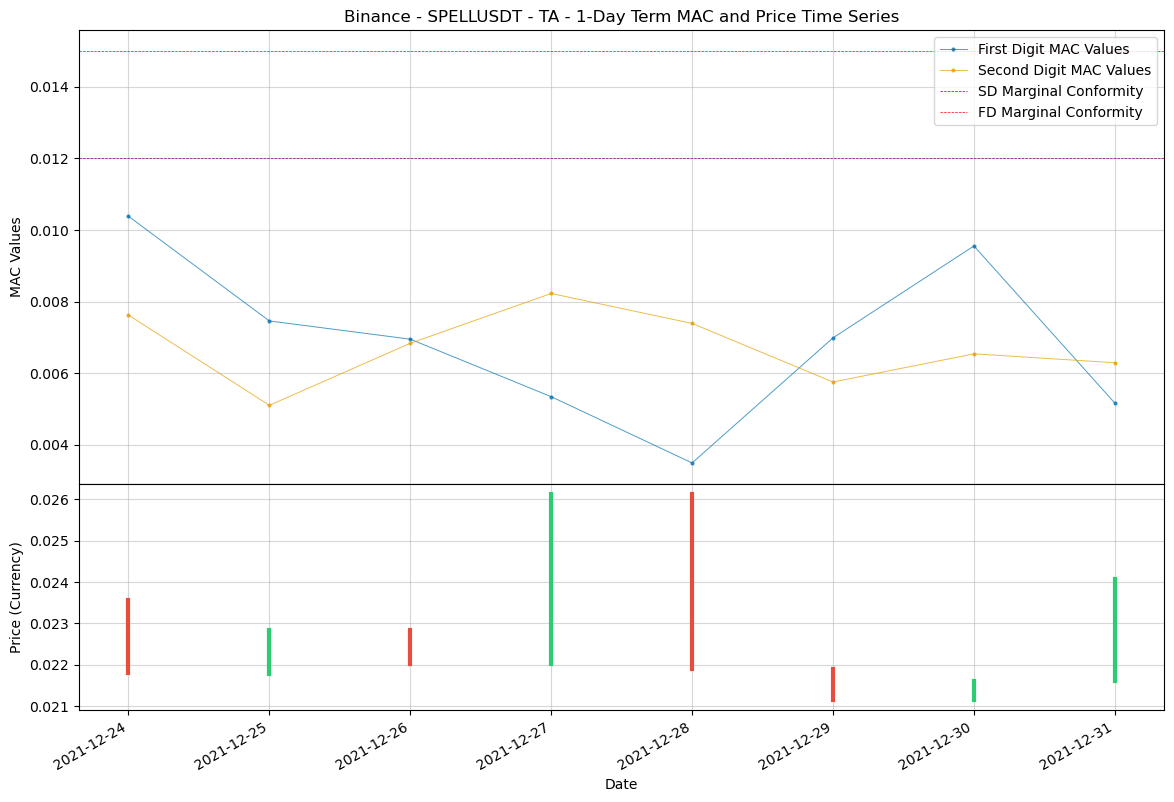 Binance - SPELLUSDT - TA - 1-Day Term MAC and Price Time Series
First Digit MAC Values
Second Digit MAC Values
SD Marginal Conformity
FD Marginal Conformity
MAC Values
0.014
0.012
0.010
0.008
0.006
0.004
Price (Currency)
0.026
0.025
0.024
0.023
0.022
0.021
2021-12-24
2021-12-25
2021-12-26
2021-12-27
2021-12-28
2021-12-29
2021-12-30
2021-12-31
Date